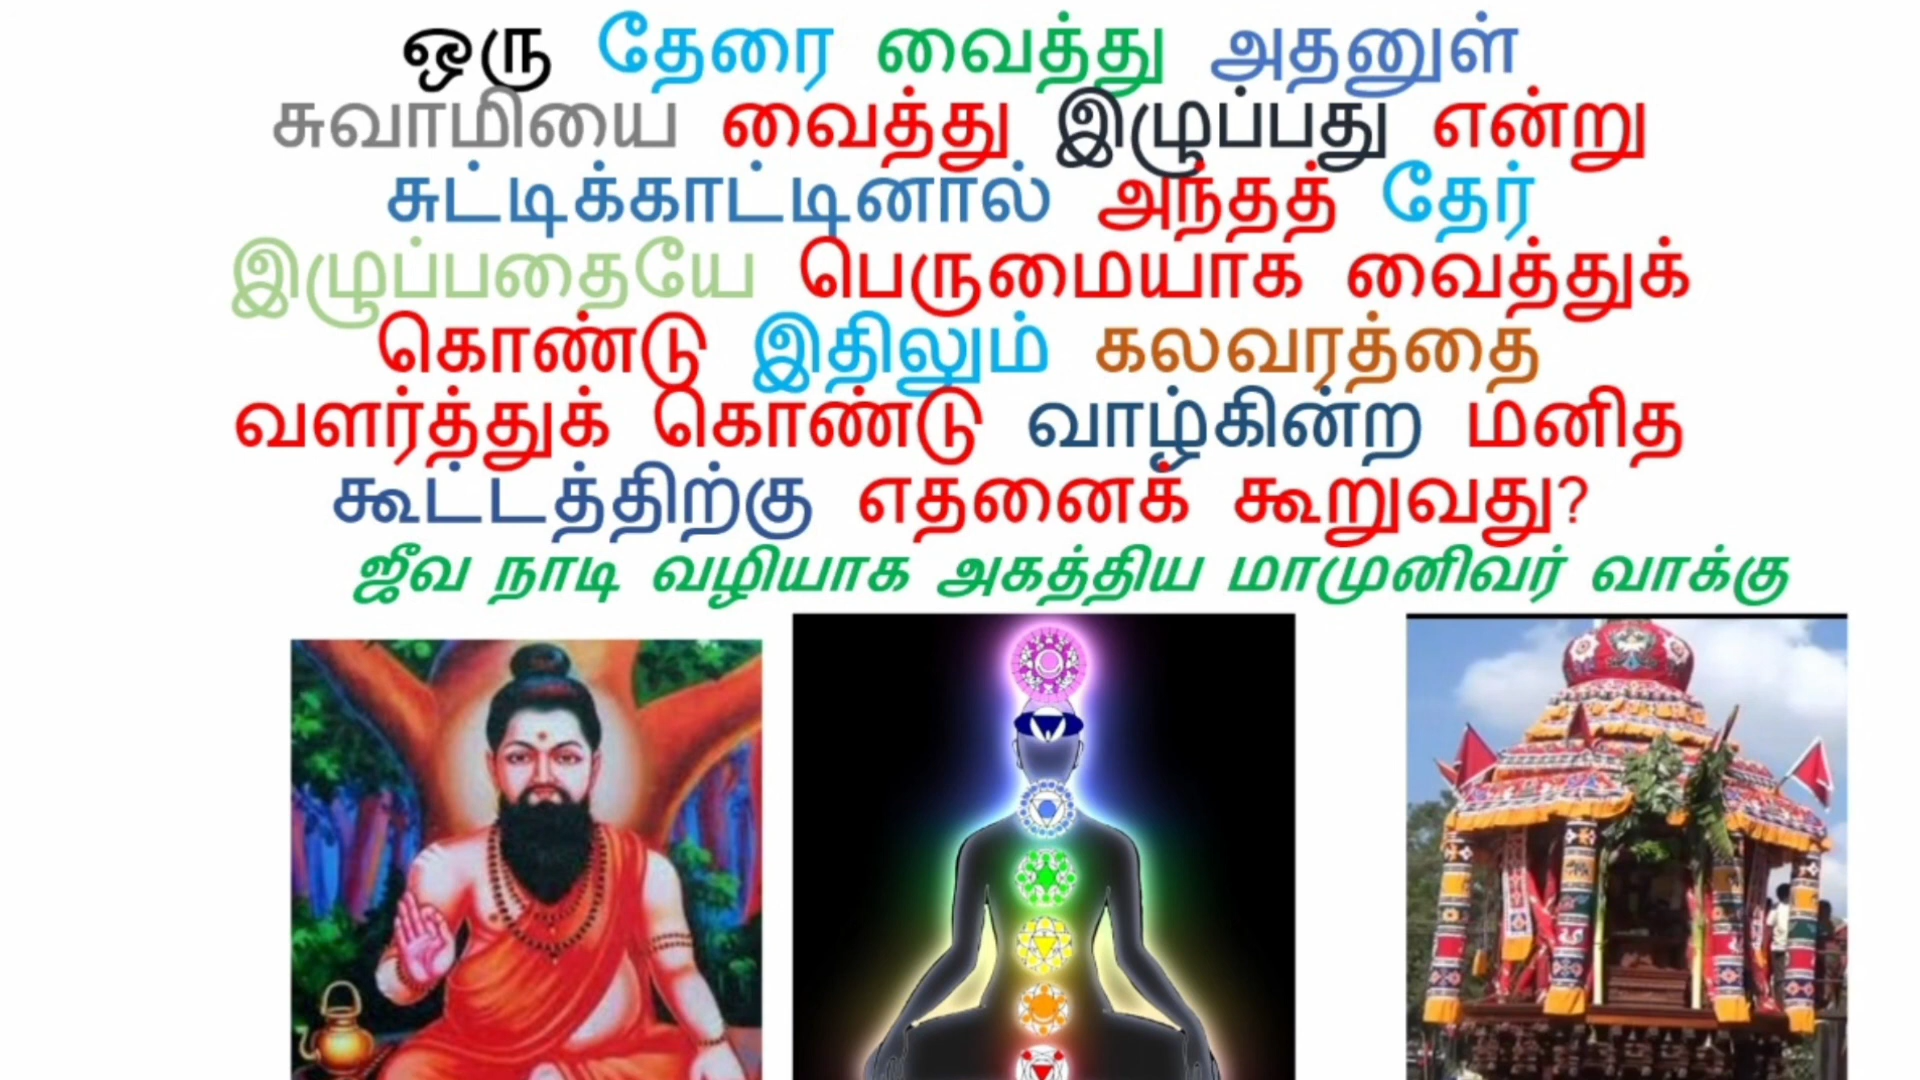 ஒரு தேரை வைத்து அதனுள்
சுவாமியை வைத்து இழுப்பது என்று
சுட்டிக்காட்டினால் அந்தத் தேர்
இழுப்பதையே பெருமையாக வைத்துக்
கொண்டு இதிலும் கலவரத்தை
வளர்த்துக் கொண்டு வாழ்கின்ற மனித
கூட்டத்திற்கு எதனைக் கூறுவது?
ஜீவ நாடி வழியாக அகத்திய மாமுனிவர் வாக்கு